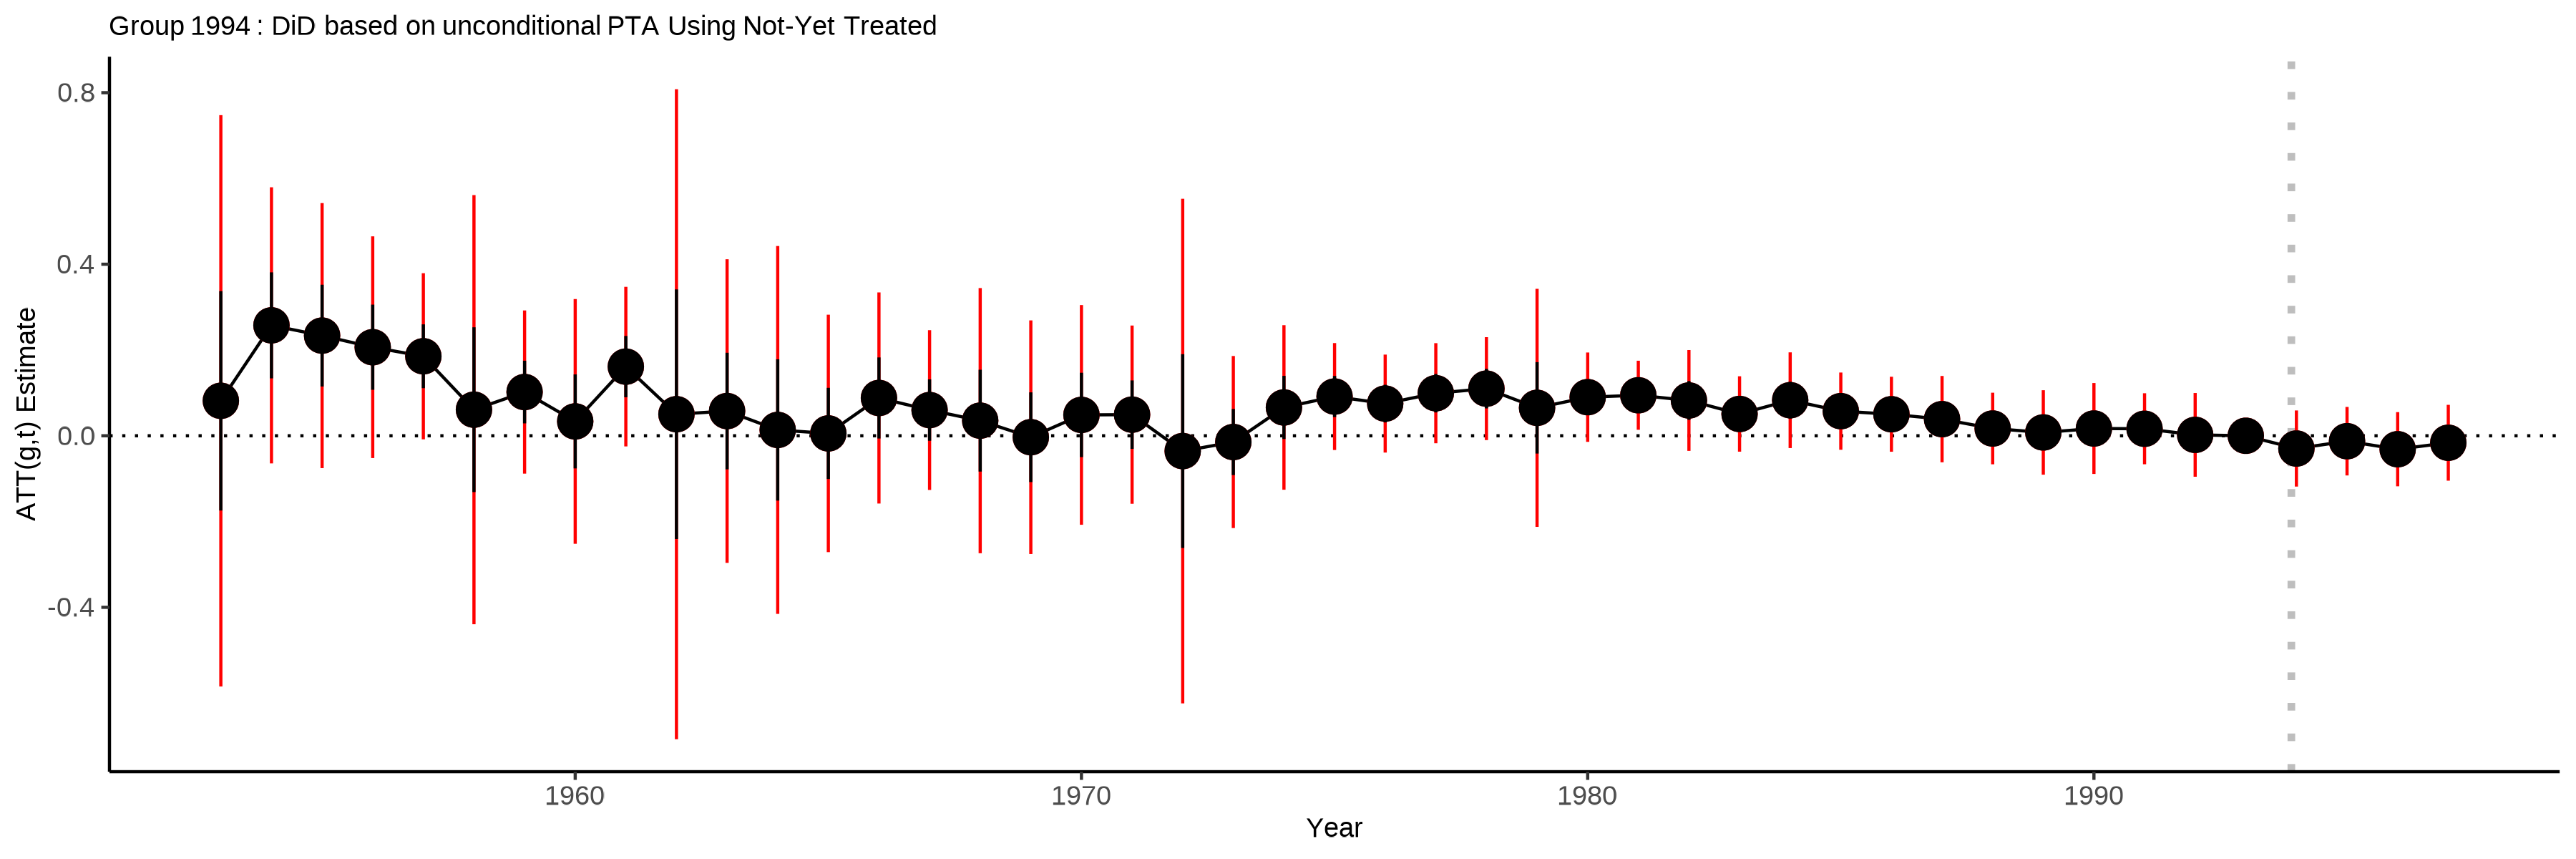 Group 1994 : DiD based on unconditional PTA Using Not-Yet Treated
ATT(g,t) Estimate
0.8
0.4
0.0
-0.4
1960
1970
1980
1990
Year